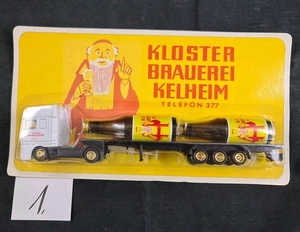 KLOSTER
BRAUEREI
KELHEIM
TELEFON 377
1.